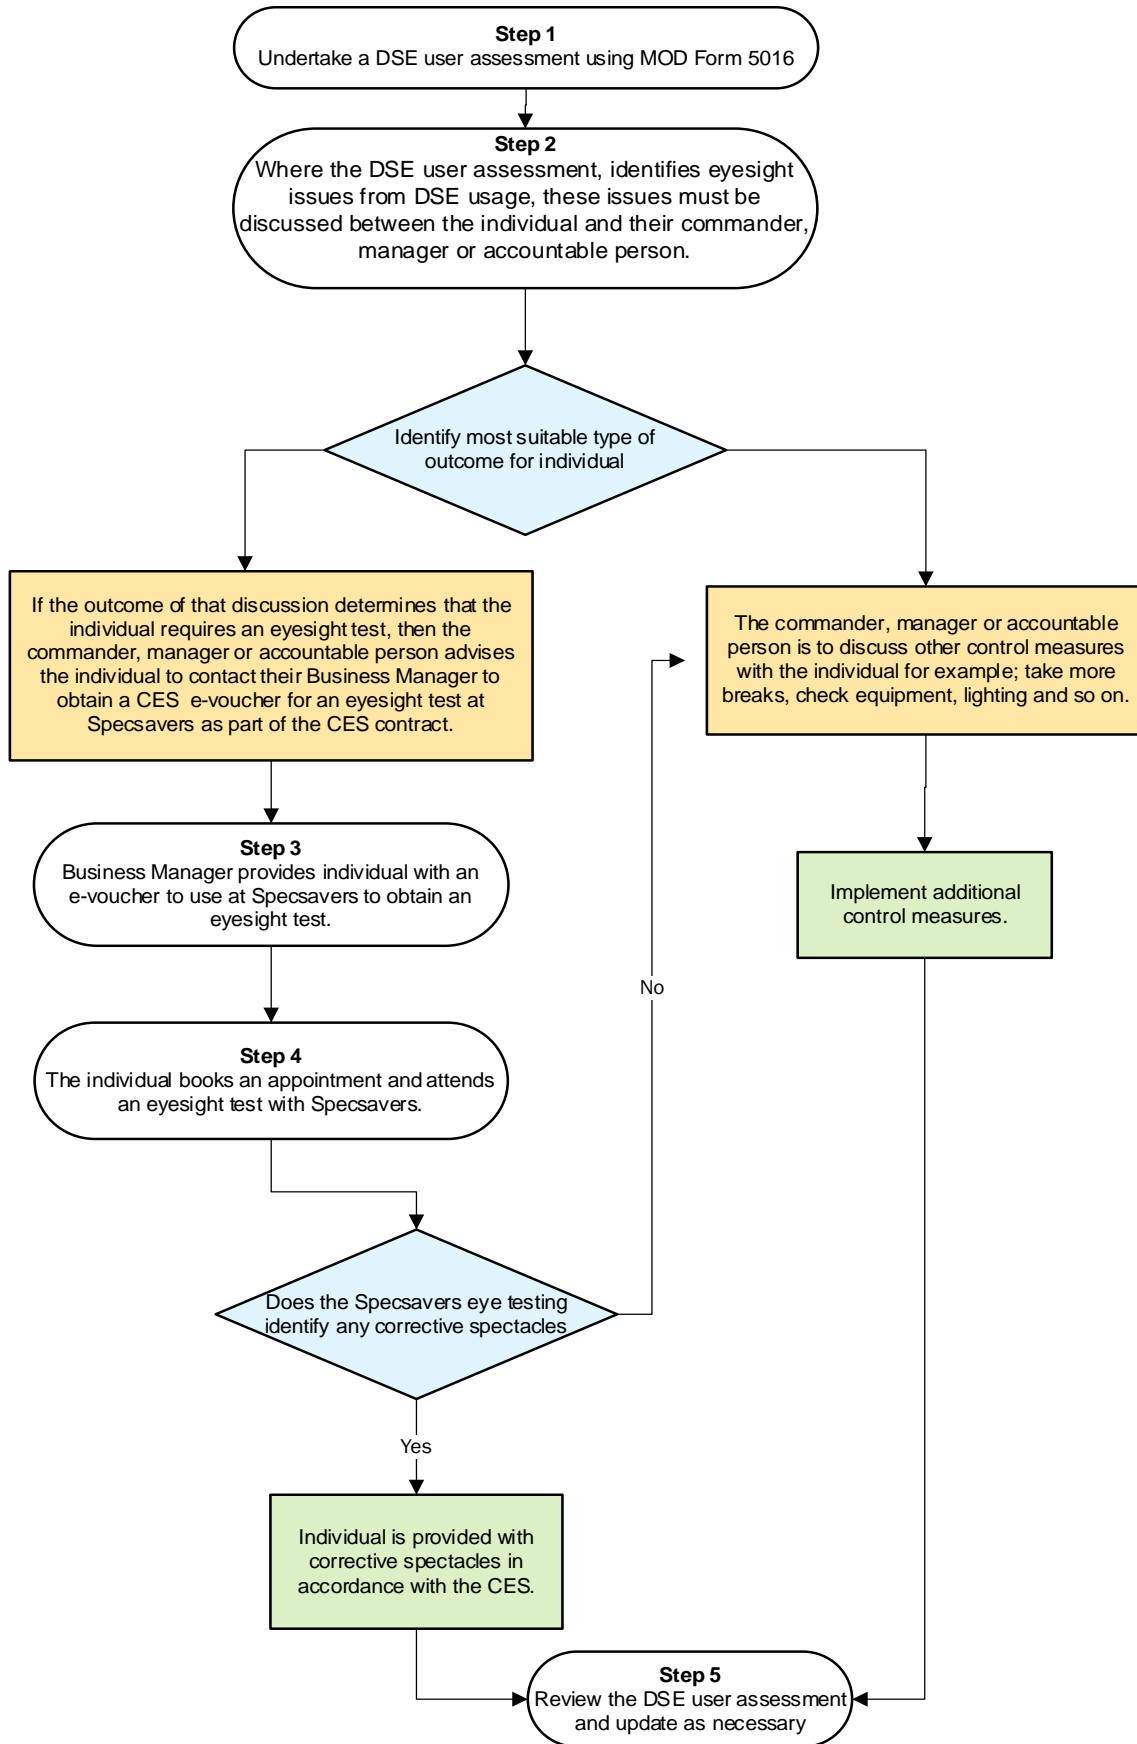 Step 1
Undertake a DSE user assessment using MOD Form 5016
Step 2
Where the DSE user assessment, identifies eyesight
issues from DSE usage, these issues must be
discussed between the individual and their commander,
manager or accountable person.
Identify most suitable type of
outcome for individual
If the outcome of that discussion determines that the
individual requires an eyesight test, then the
commander, manager or accountable person advises
the individual to contact their Business Manager to
obtain a CES e-voucher for an eyesight test at
Specsavers as part of the CES contract.
The commander, manager or accountable
person is to discuss other control measures
with the individual for example; take more
breaks, check equipment, lighting and so on.
Step 3
Business Manager provides individual with an
e-voucher to use at Specsavers to obtain an
eyesight test.
Implement additional
control measures.
No
Step 4
The individual books an appointment and attends
an eyesight test with Specsavers.
Does the Specsavers eye testing
identify any corrective spectacles
Yes
Individual is provided with
corrective spectacles in
accordance with the CES.
Step 5
Review the DSE user assessment
and update as necessary